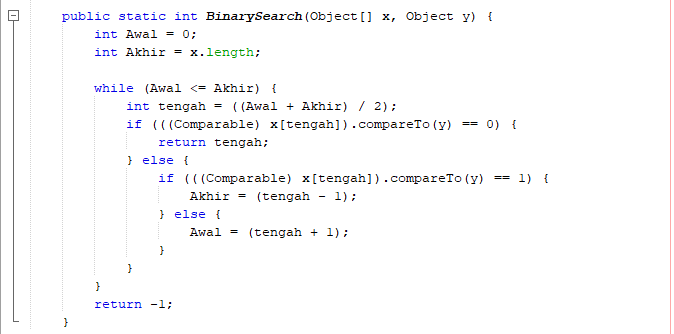 public static int BinarySearch(Object[] x, Object y) {
int Awal = 0;
int Akhir = x.length;
while (Awal <= Akhir) {
int tengah = ((Awal + Akhir) / 2);
if (((Comparable) x[tengah]).compareTo(y) == 0) {
return tengah;
} else {
if (((Comparable) x[tengah]).compareTo(y) == 1) {
Akhir = (tengah - 1);
} else {
Awal = (tengah + 1);
}
}
}
return -1;
}